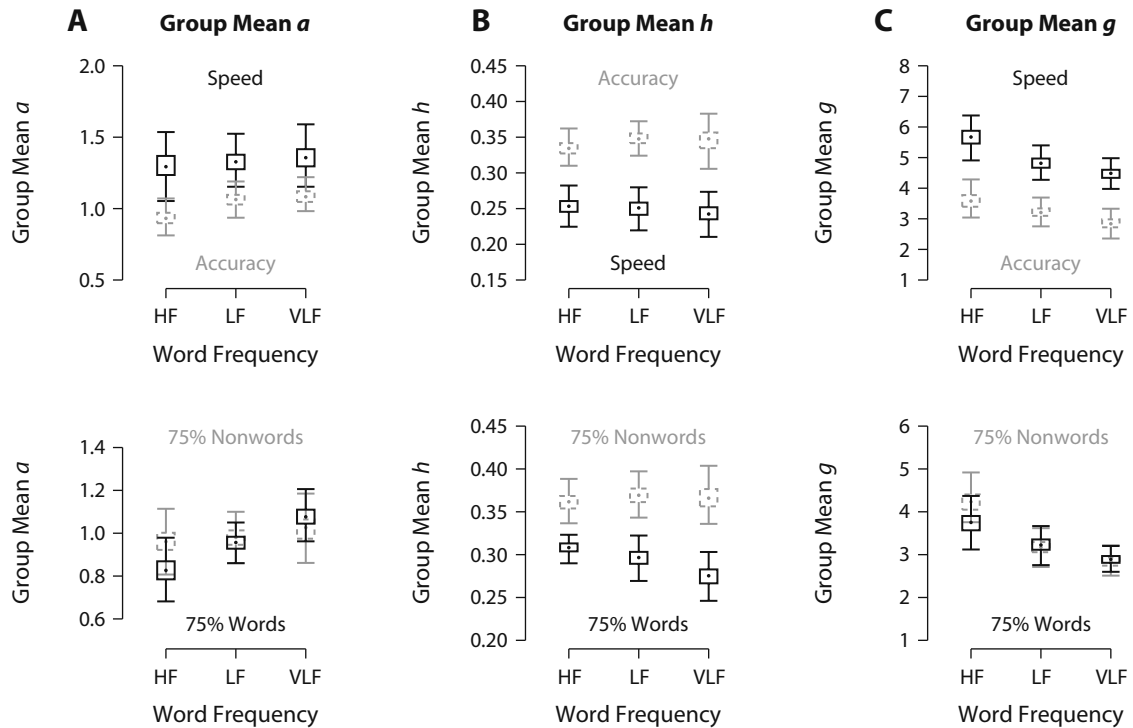 A Group Mean a
B Group Mean h
C Group Mean g
Group Mean a
2.0
1.5
1.0
0.5
Speed
Accuracy
HF LF VLF
Word Frequency
Group Mean h
0.45
0.40
0.35
0.30
0.25
0.20
0.15
Accuracy
Speed
HF LF VLF
Word Frequency
Group Mean g
8
7
6
5
4
3
2
1
Speed
Accuracy
HF LF VLF
Word Frequency
Group Mean a
1.4
1.2
1.0
0.8
0.6
75% Nonwords
75% Words
HF LF VLF
Word Frequency
Group Mean h
0.45
0.40
0.35
0.30
0.25
0.20
75% Nonwords
75% Words
HF LF VLF
Word Frequency
Group Mean g
6
5
4
3
2
1
75% Nonwords
75% Words
HF LF VLF
Word Frequency